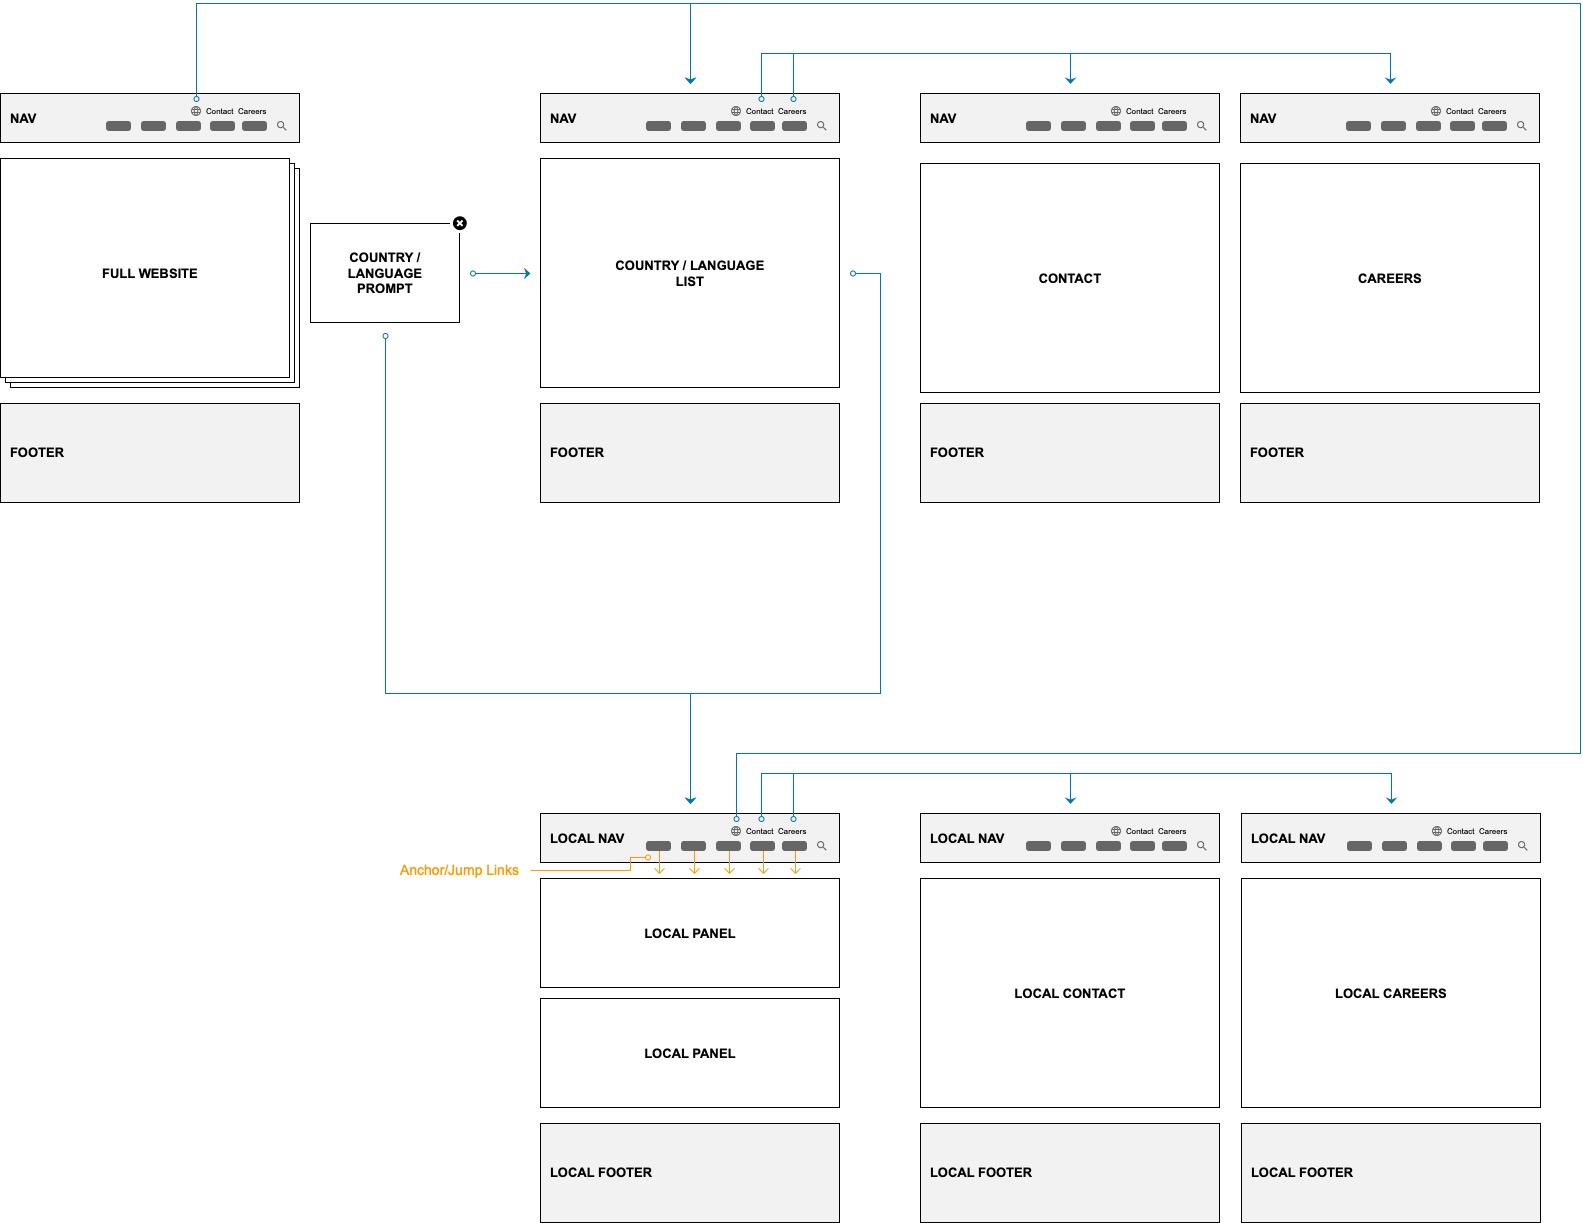 Contact Careers
NAV
Contact Careers
NAV
Contact Careers
NAV
Contact Careers
NAV
FULL WEBSITE
COUNTRY /
LANGUAGE
PROMPT
COUNTRY / LANGUAGE
LIST
CONTACT
CAREERS
FOOTER
FOOTER
FOOTER
FOOTER
Contact Careers
LOCAL NAV
Contact Careers
LOCAL NAV
Contact Careers
LOCAL NAV
Anchor/Jump Links
LOCAL PANEL
LOCAL PANEL
LOCAL CONTACT
LOCAL CAREERS
LOCAL FOOTER
LOCAL FOOTER
LOCAL FOOTER